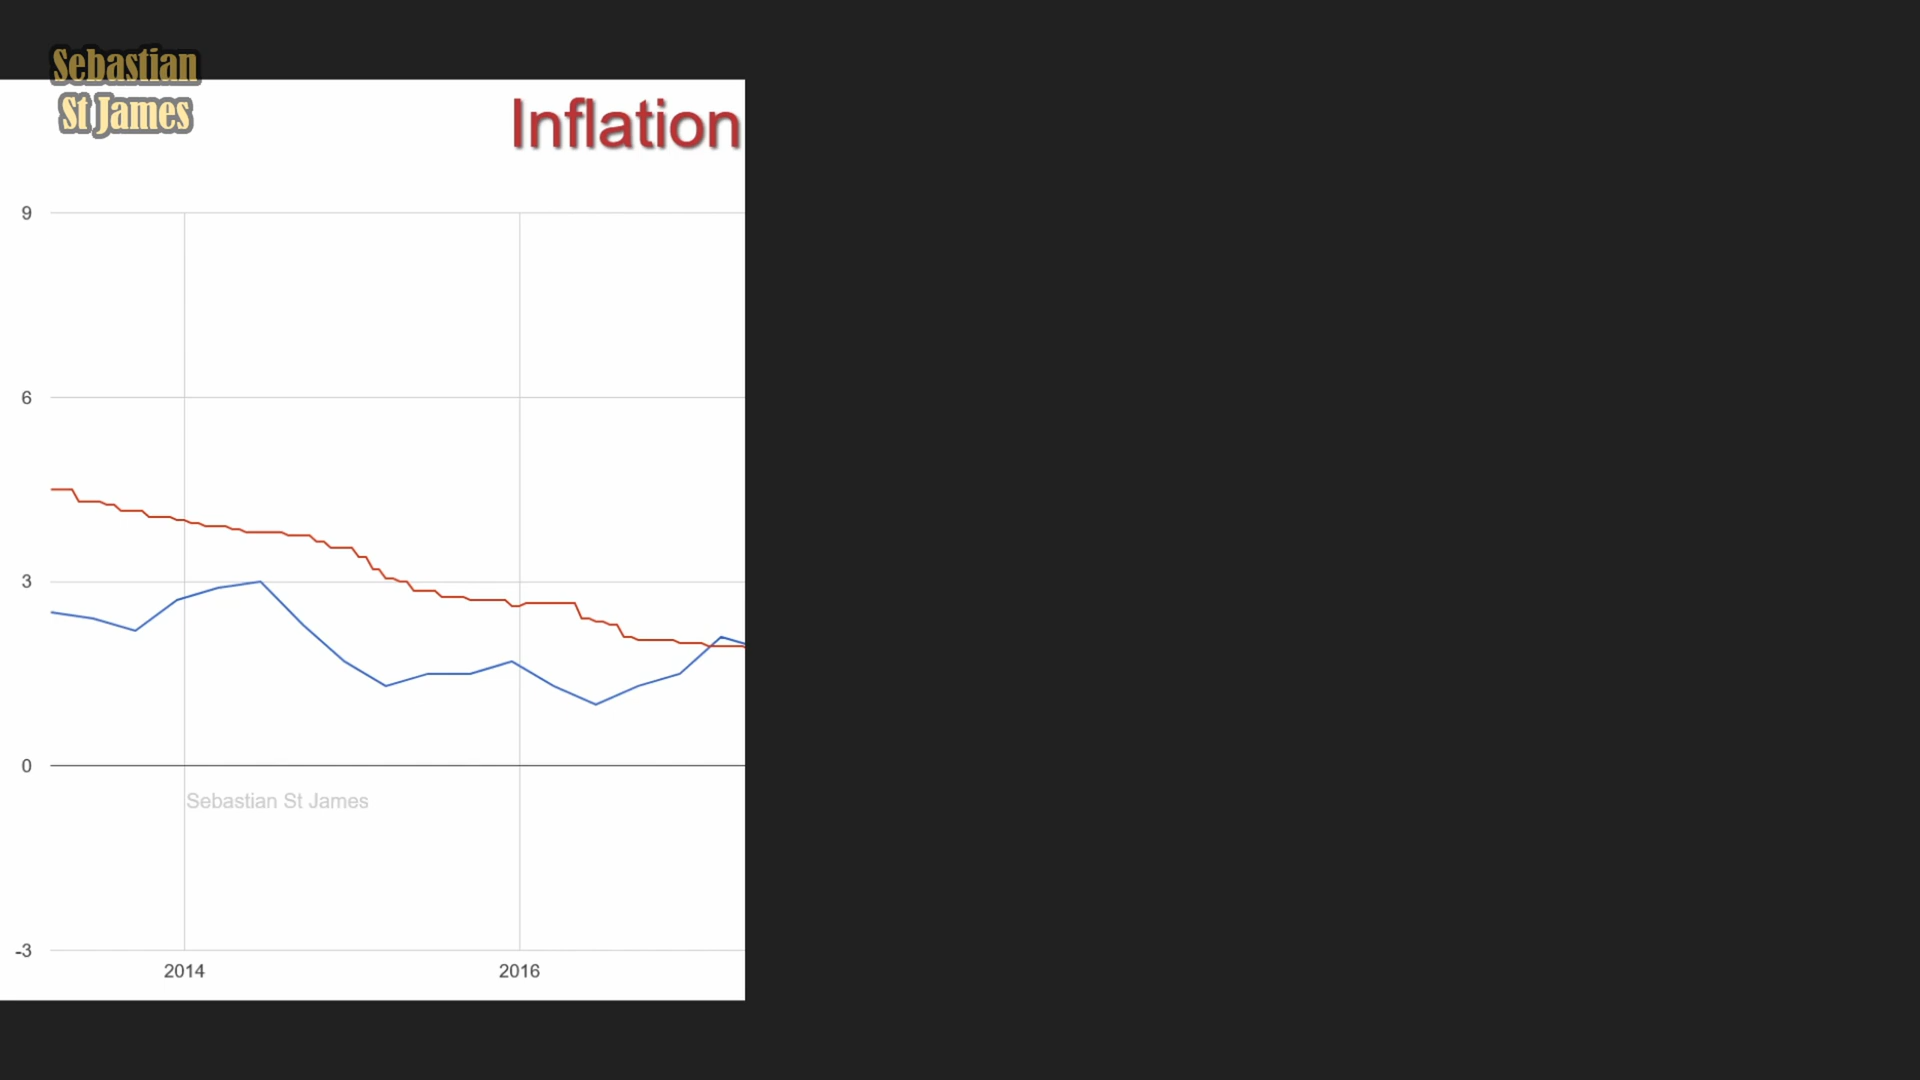 Sebastian
St James
Inflation
9
6
3
0
Sebastian St James
-3
2014
2016